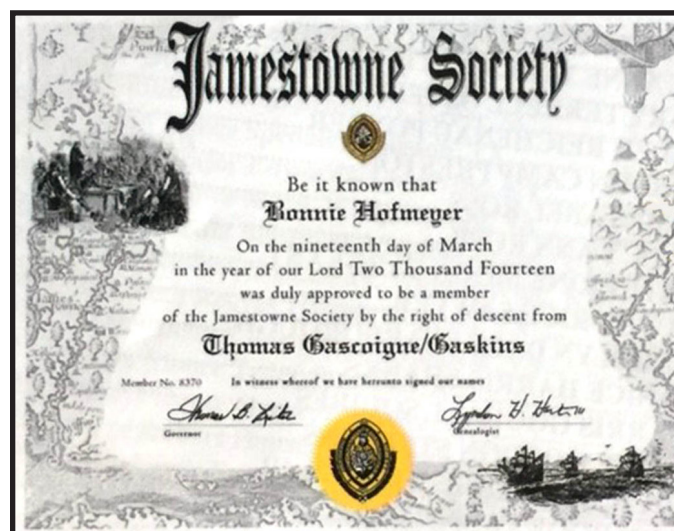 Jamestowne Society
Be it known that
Bonnie Hofmeyer
On the nineteenth day of March
in the year of our Lord Two Thousand Fourteen
was duly approved to be a member
of the Jamestowne Society by the right of descent from
Thomas Gascoigne/Gaskins
Member No. 8370 In witness whereof we have hereunto signed our names
Governor Genealogist